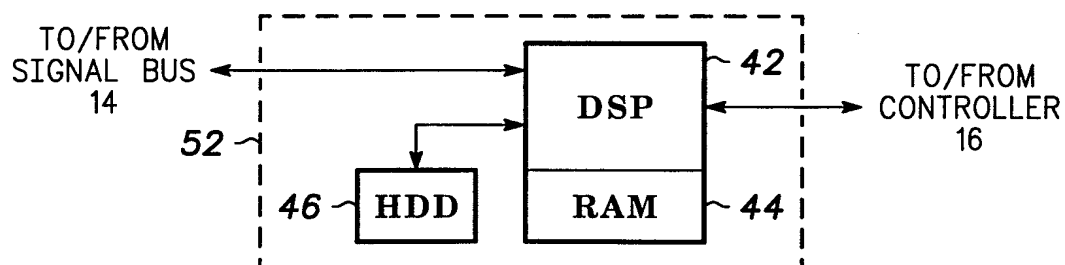 TO/FROM
SIGNAL BUS
14
52
42
DSP
TO/FROM
CONTROLLER
16
46
HDD
RAM
44